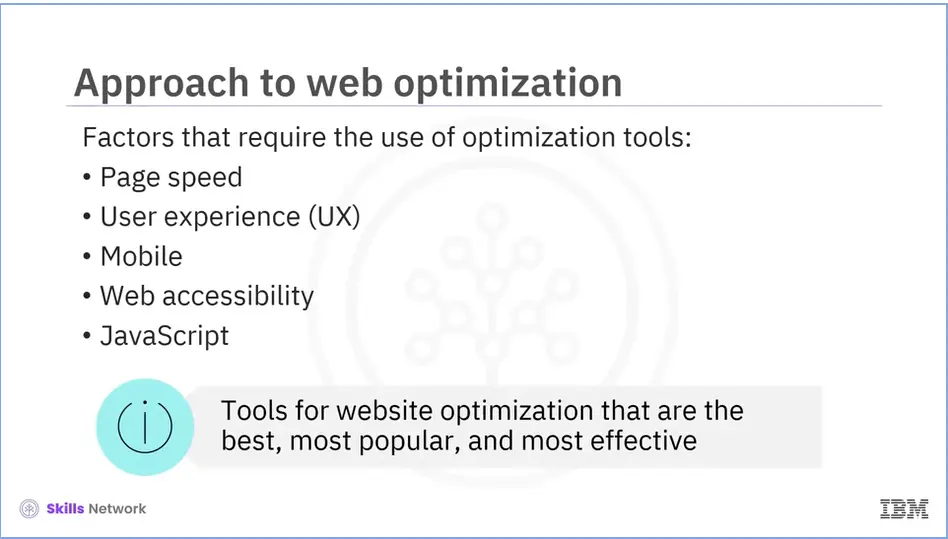 Approach to web optimization
Factors that require the use of optimization tools:
• Page speed
• User experience (UX)
• Mobile
• Web accessibility
• JavaScript
Tools for website optimization that are the
best, most popular, and most effective
Skills Network
IBM